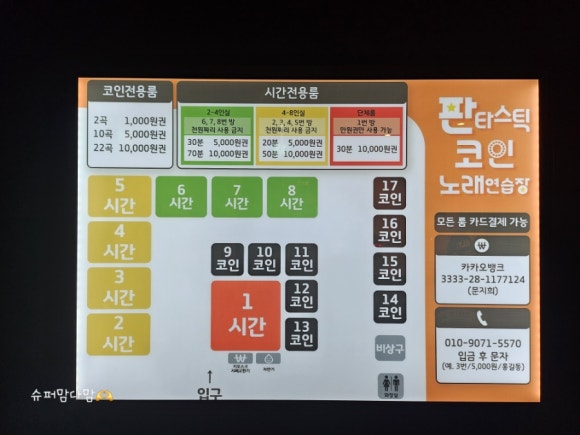 코인전용룸
2곡 1,000원권
10곡 5,000원권
22곡 10,000원권
시간전용룸
2-4인실
6, 7, 8번 방
천원짜리 사용 금지
30분 5,000원권
70분 10,000원권
4-8인실
2, 3, 4, 5번 방
천원짜리 사용 금지
20분 5,000원권
50분 10,000원권
단체룸
1번 방
만원권만 사용 가능
30분 10,000원권
판타스틱
코인
노래연습장
모든 룸 카드결제 가능
카카오뱅크
3333-28-1177124
(문지희)
010-9071-5570
입금 후 문자
(예, 3번/5,000원/홍길동)
5
시간
6
시간
7
시간
8
시간
17
코인
4
시간
16
코인
9
코인
10
코인
11
코인
15
코인
3
시간
1
시간
12
코인
14
코인
2
시간
13
코인
비상구
자판기
화장실
입구
슈퍼맘다맘